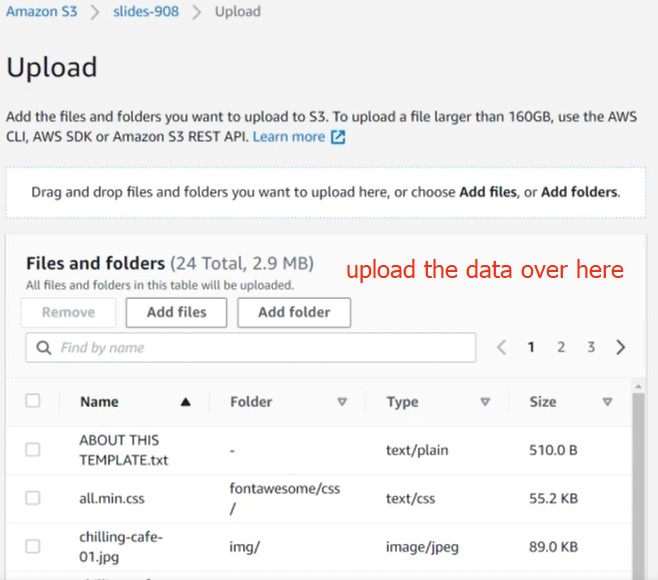 Amazon S3 > slides-908 > Upload
Upload
Add the files and folders you want to upload to S3. To upload a file larger than 160GB, use the AWS
CLI, AWS SDK or Amazon S3 REST API. Learn more
Drag and drop files and folders you want to upload here, or choose Add files, or Add folders.
Files and folders (24 Total, 2.9 MB)
upload the data over here
All files and folders in this table will be uploaded.
Remove Add files Add folder
Find by name
1 2 3
Name Folder Type Size
ABOUT THIS
TEMPLATE.txt
- text/plain 510.0 B
all.min.css
fontawesome/css
/
text/css 55.2 KB
chilling-cafe-
01.jpg
img/ image/jpeg 89.0 KB